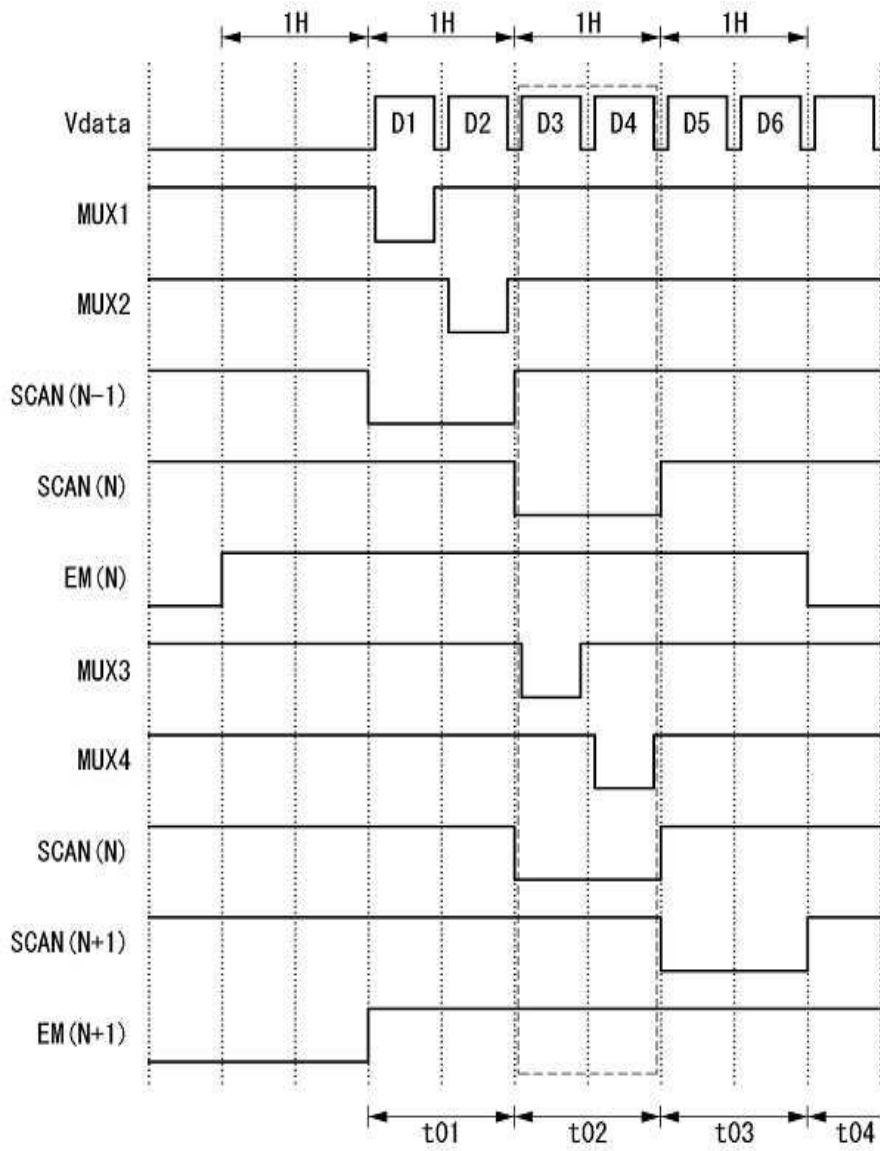 1H 1H 1H 1H
Vdata D1 D2 D3 D4 D5 D6
MUX1
MUX2
SCAN(N-1)
SCAN(N)
EM(N)
MUX3
MUX4
SCAN(N)
SCAN(N+1)
EM(N+1)
t01 t02 t03 t04